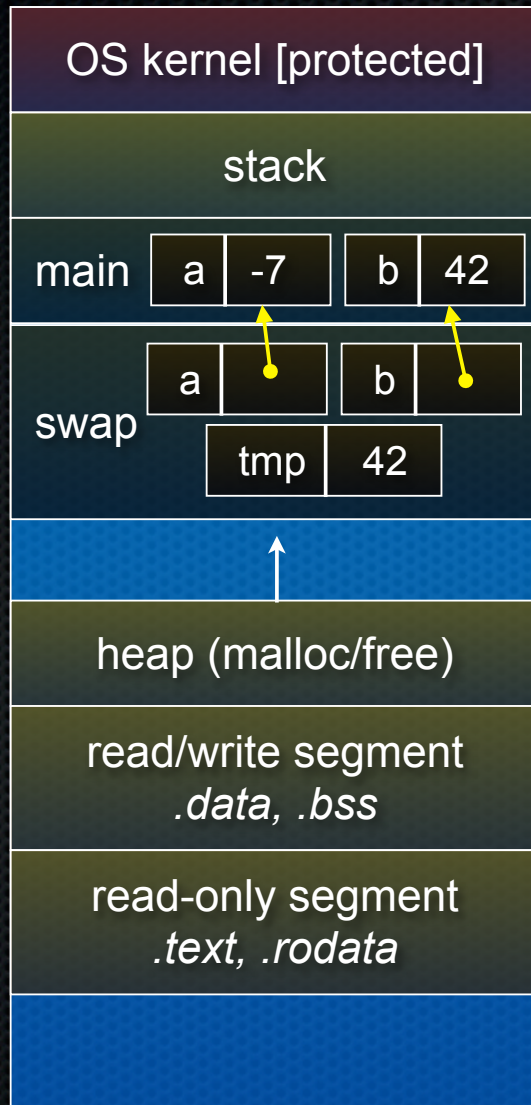 OS kernel [protected]
stack
main a -7 b 42
swap a b
tmp 42
heap (malloc/free)
read/write segment
.data, .bss
read-only segment
.text, .rodata